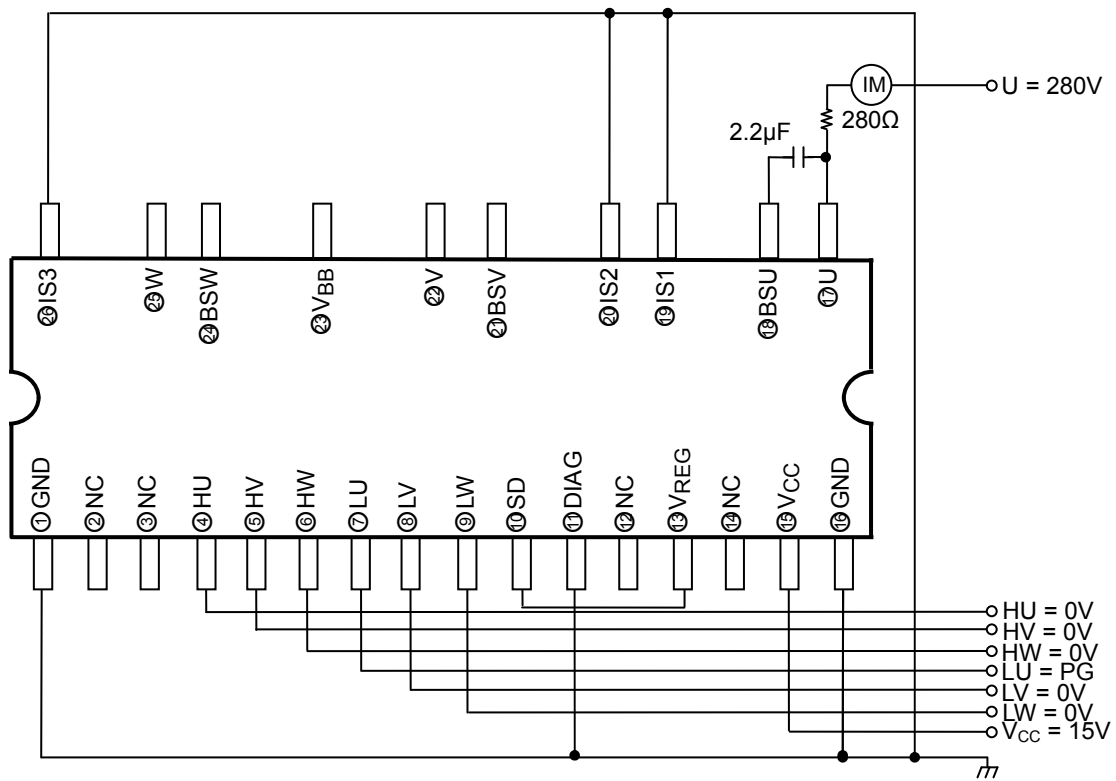 IM
U = 280V
280Ω
2.2μF
㉖IS3
㉕W
㉔BSW
㉓VBB
㉒V
㉑BSV
⑳IS2
⑲IS1
⑱BSU
⑰U
①GND
②NC
③NC
④HU
⑤HV
⑥HW
⑦LU
⑧LV
⑨LW
⑩SD
⑪DIAG
⑫NC
⑬VREG
⑭NC
⑮VCC
⑯GND
HU = 0V
HV = 0V
HW = 0V
LU = PG
LV = 0V
LW = 0V
VCC = 15V